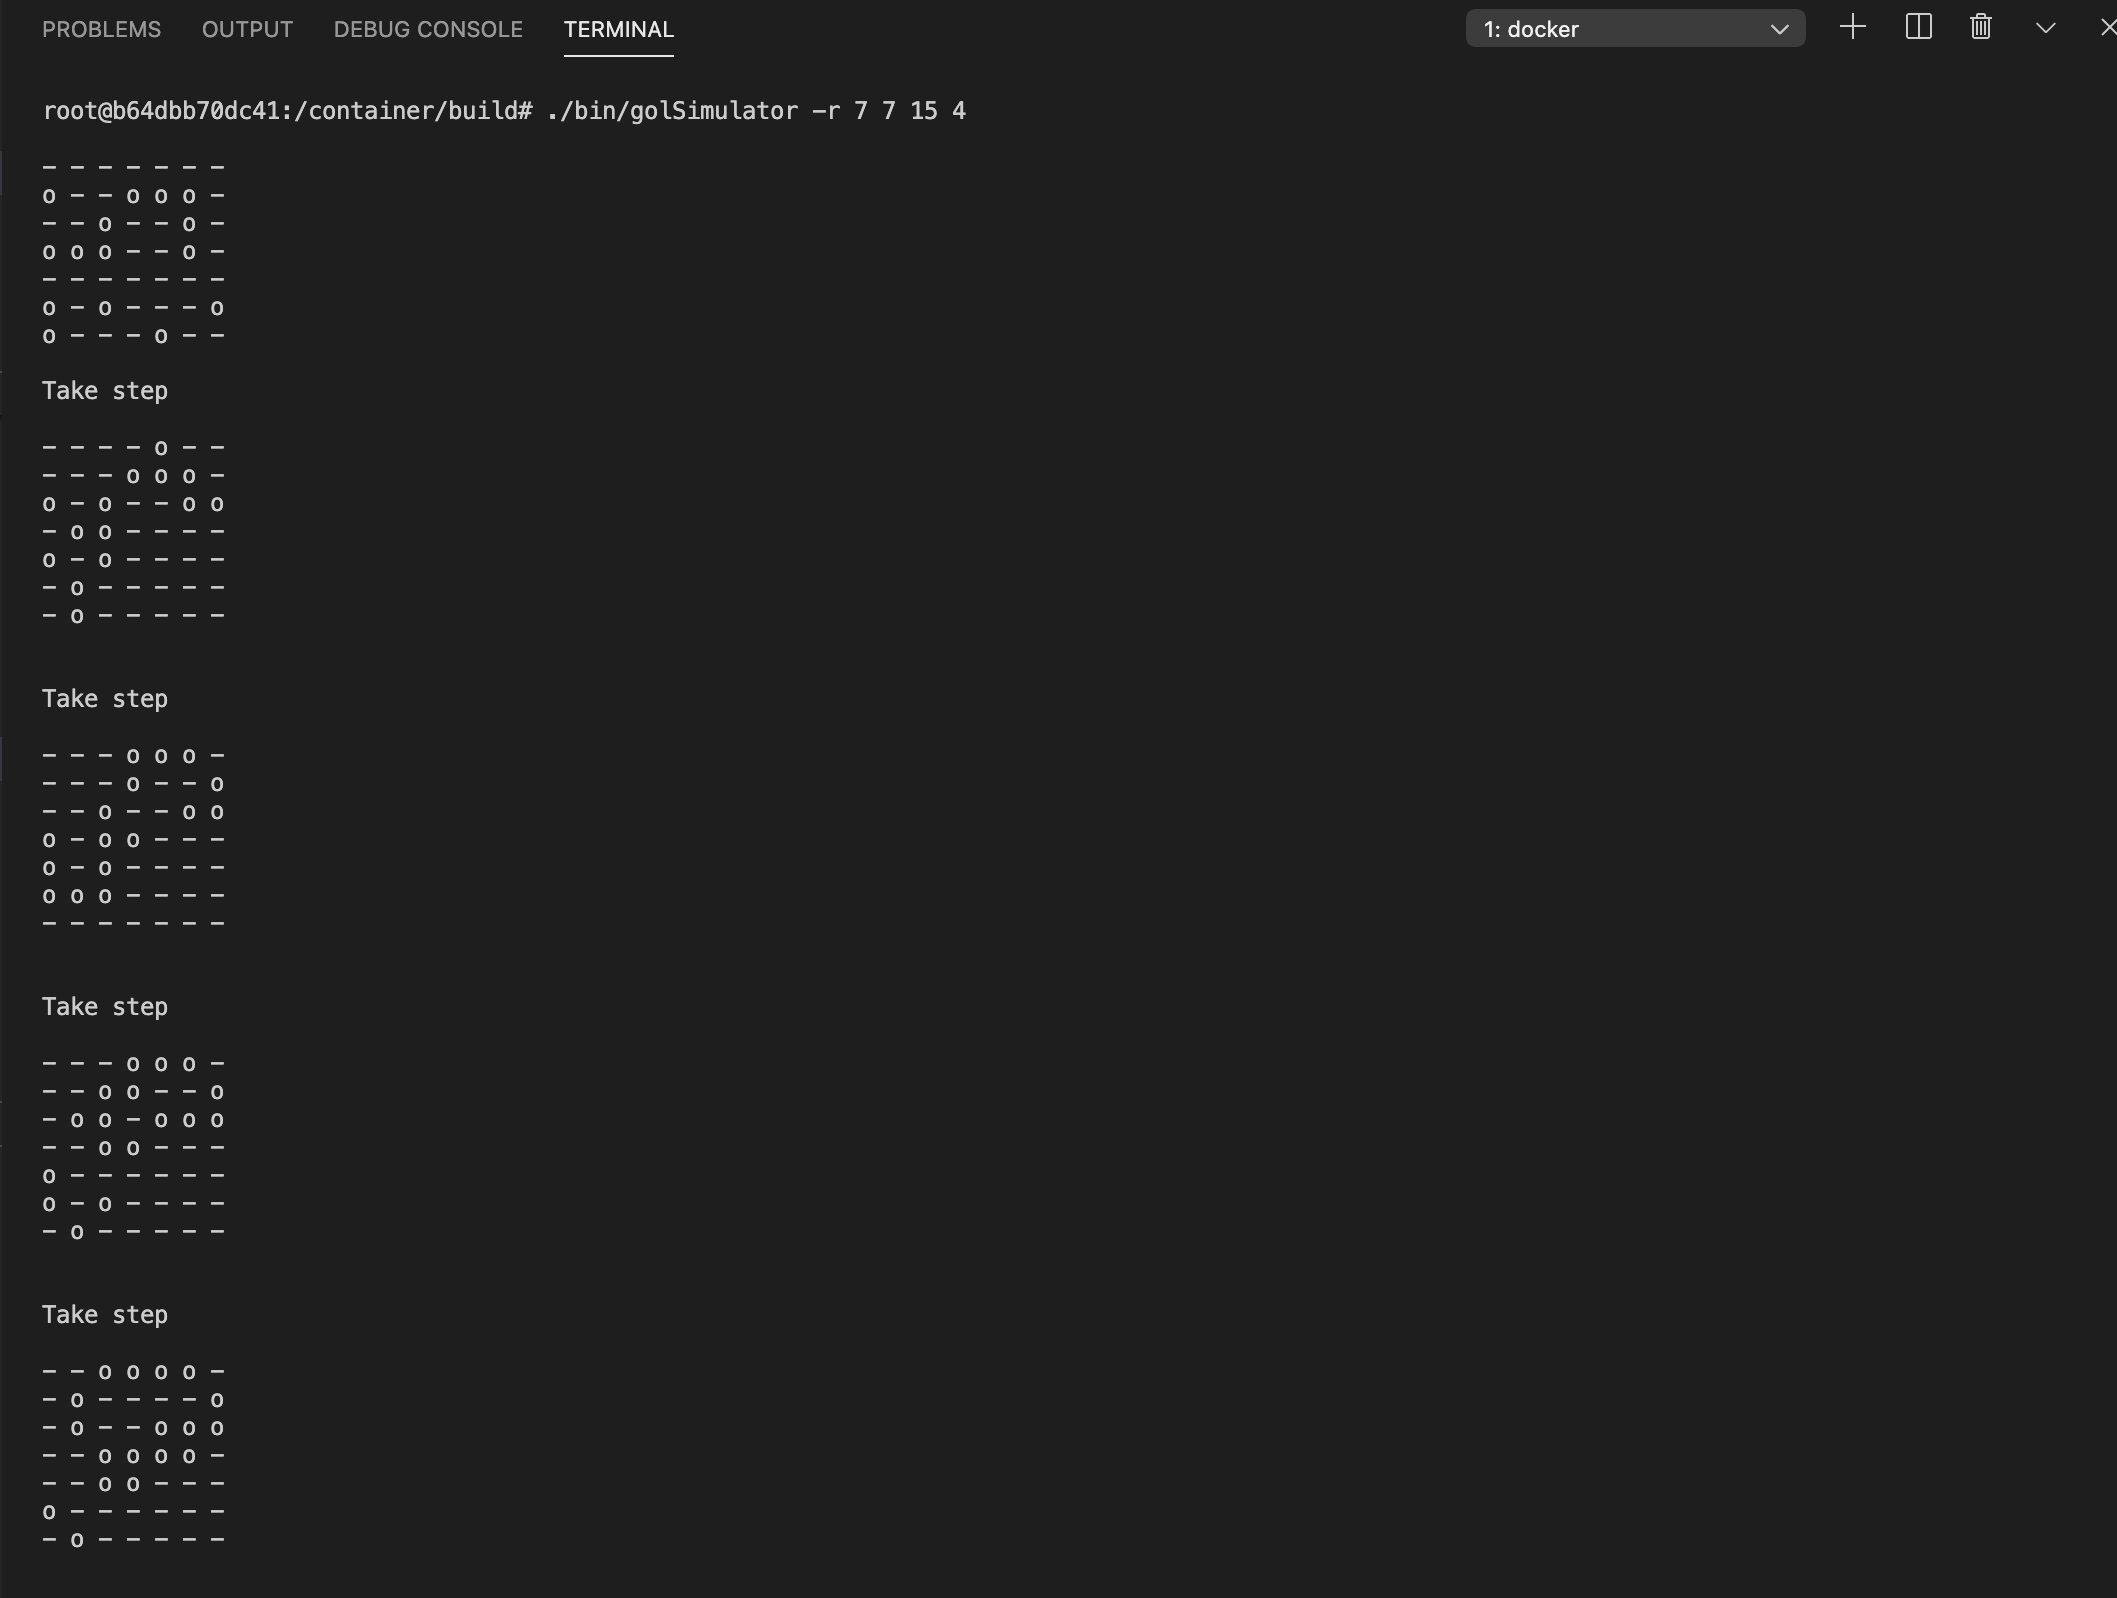 PROBLEMS OUTPUT DEBUG CONSOLE TERMINAL 1: docker
root@b64dbb70dc41:/container/build# ./bin/golSimulator -r 7 7 15 4
- - - - - - -
o - - o o o -
- - o - - o -
o o o - - o -
- - - - - - -
o - o - - - o
o - - - o - -
Take step
- - - - o - -
- - - o o o -
o - o - - o o
- o o - - - -
o - o - - - -
- o - - - - -
- o - - - - -
Take step
- - - o o o -
- - - o - - o
- - o - - o o
o - o o - - -
o - o - - - -
o o o - - - -
- - - - - - -
Take step
- - - o o o -
- - o o - - o
- o o - o o o
- - o o - - -
o - - - - - -
o - o - - - -
- o - - - - -
Take step
- - o o o o -
- o - - - - o
- o - - o o o
- - o o o o -
- - o o - - -
o - - - - - -
- o - - - - -